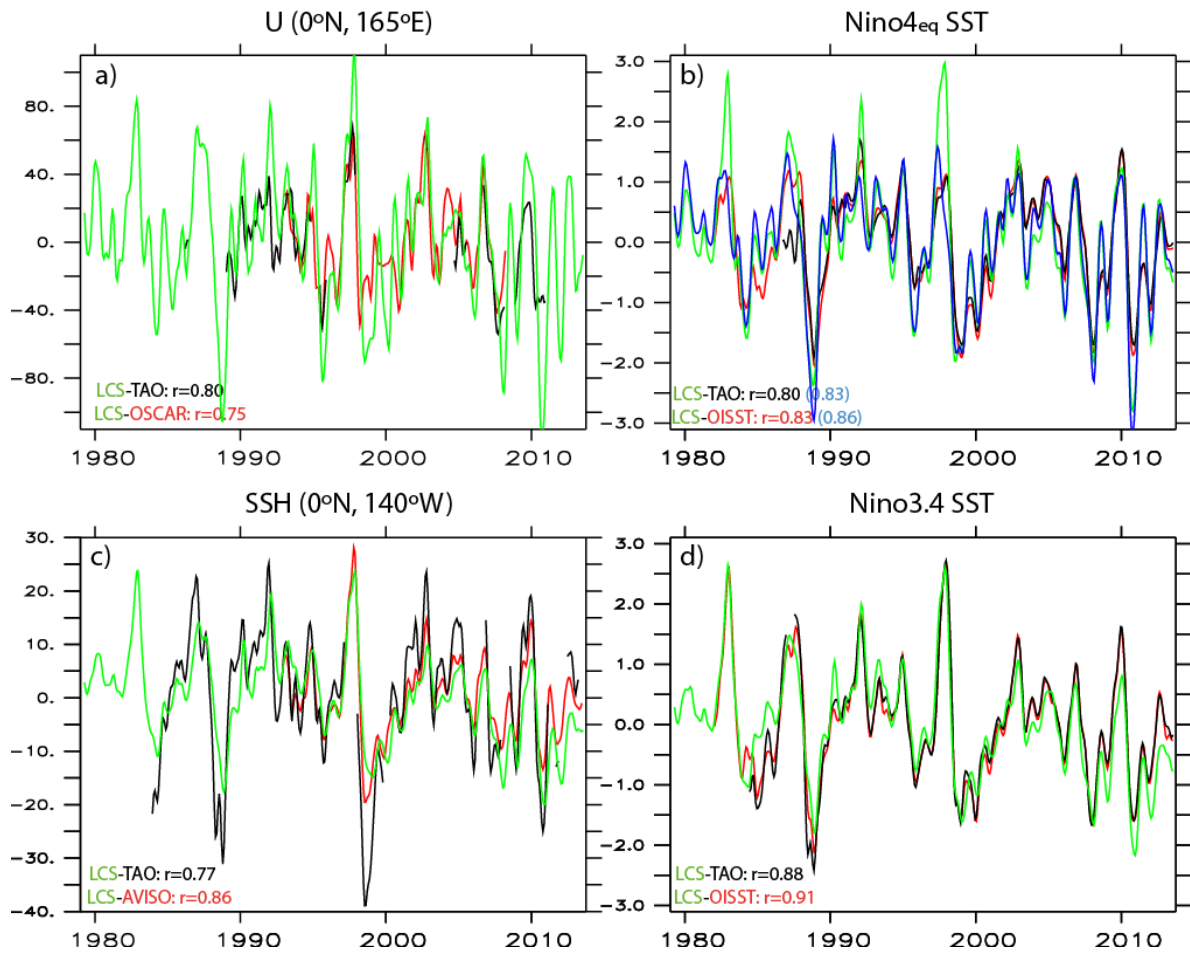 U (0ºN, 165ºE)
a)
80.
40.
0.
-40.
-80.
LCS-TAO: r=0.80
LCS-OSCAR: r=0.75
1980 1990 2000 2010
Nino4eq SST
b)
3.0
2.0
1.0
0.0
-1.0
-2.0
-3.0
LCS-TAO: r=0.80 (0.83)
LCS-OISST: r=0.83 (0.86)
1980 1990 2000 2010
SSH (0ºN, 140ºW)
c)
30.
20.
10.
0.
-10.
-20.
-30.
-40.
LCS-TAO: r=0.77
LCS-AVISO: r=0.86
1980 1990 2000 2010
Nino3.4 SST
d)
3.0
2.0
1.0
0.0
-1.0
-2.0
-3.0
LCS-TAO: r=0.88
LCS-OISST: r=0.91
1980 1990 2000 2010